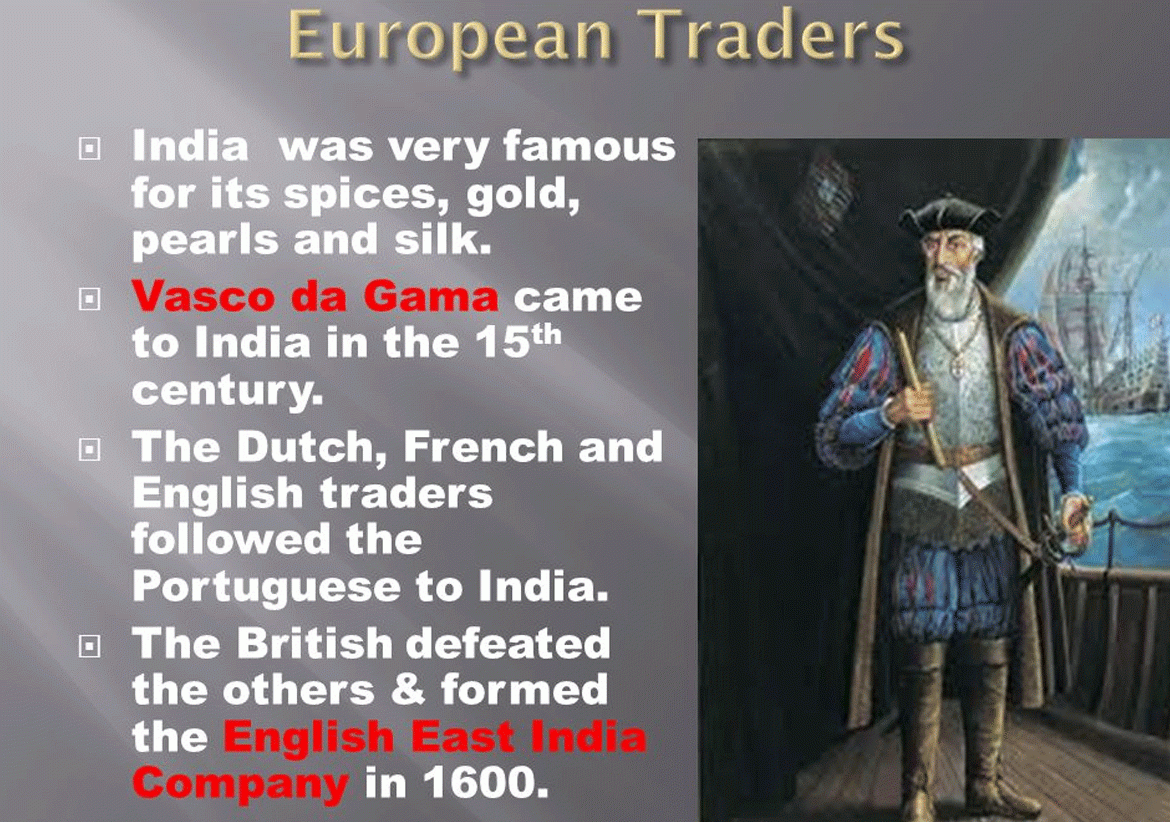 European Traders
India was very famous
for its spices, gold,
pearls and silk.
Vasco da Gama came
to India in the 15th
century.
The Dutch, French and
English traders
followed the
Portuguese to India.
The British defeated
the others & formed
the English East India
Company in 1600.